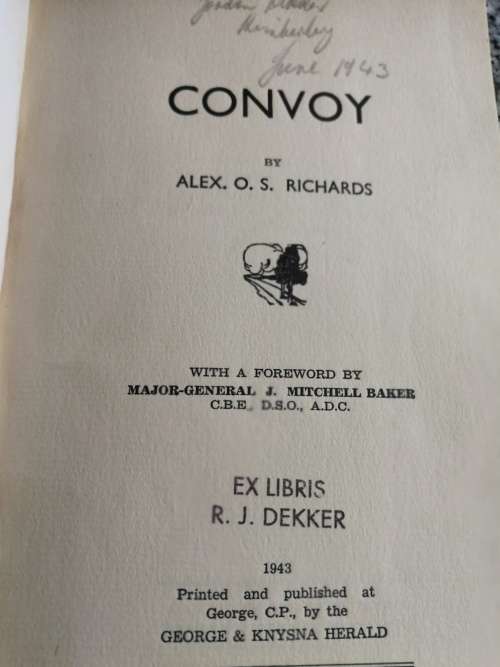 Kimberley
June 1943
CONVOY
BY
ALEX. O. S. RICHARDS
WITH A FOREWORD BY
MAJOR-GENERAL J. MITCHELL BAKER
C.B.E., D.S.O., A.D.C.
EX LIBRIS
R. J. DEKKER
1943
Printed and published at
George, C.P., by the
GEORGE & KNYSNA HERALD